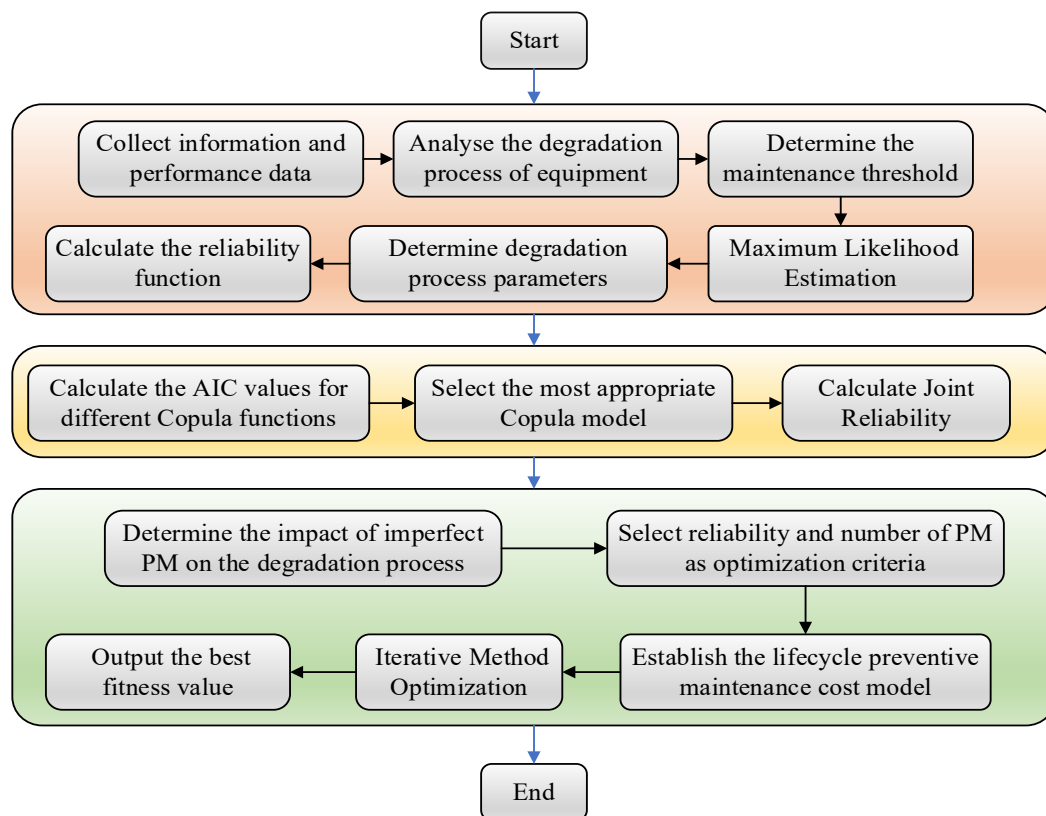 Start
Collect information and
performance data
Analyse the degradation
process of equipment
Determine the
maintenance threshold
Maximum Likelihood
Estimation
Determine degradation
process parameters
Calculate the reliability
function
Calculate the AIC values for
different Copula functions
Select the most appropriate
Copula model
Calculate Joint
Reliability
Determine the impact of imperfect
PM on the degradation process
Select reliability and number of PM
as optimization criteria
Establish the lifecycle preventive
maintenance cost model
Iterative Method
Optimization
Output the best
fitness value
End